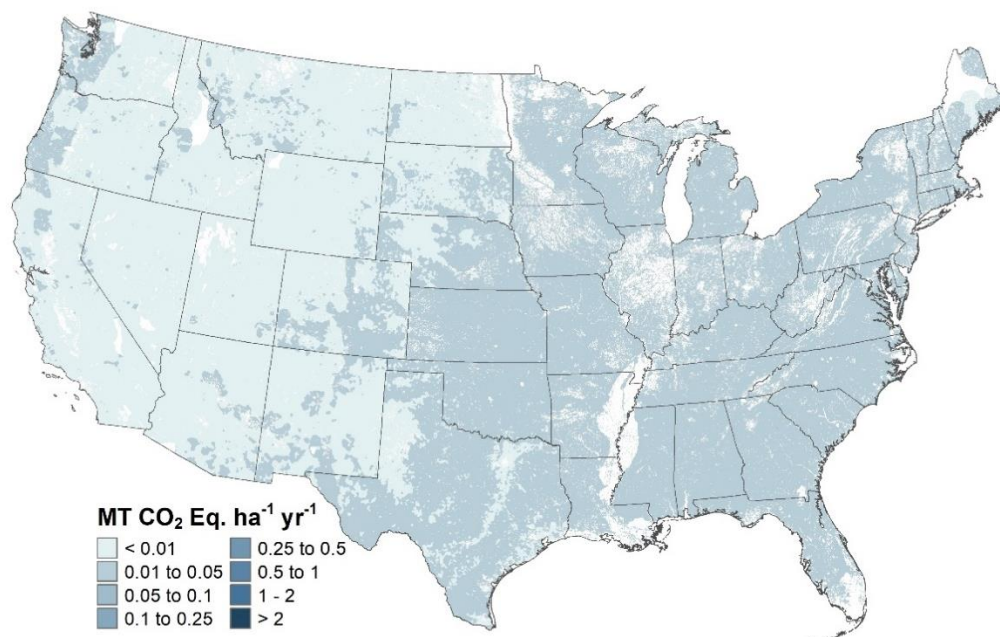 MT CO₂ Eq. ha⁻¹ yr⁻¹
< 0.01
0.01 to 0.05
0.05 to 0.1
0.1 to 0.25
0.25 to 0.5
0.5 to 1
1 - 2
> 2